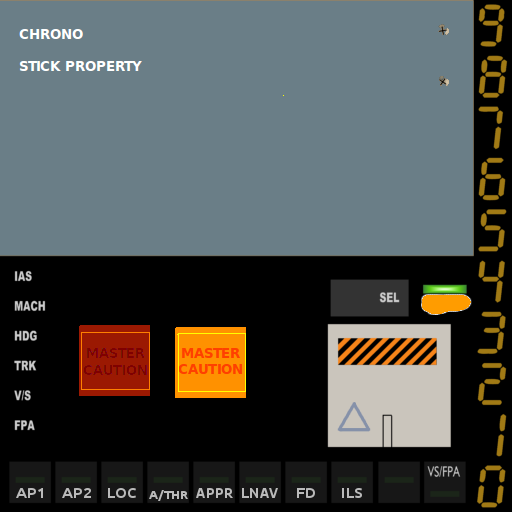 CHRONO
STICK PROPERTY
9
8
7
6
5
4
3
2
1
0
IAS
MACH
HDG
TRK
V/S
FPA
SEL
MASTER
CAUTION
MASTER
CAUTION
VS/FPA
AP1 AP2 LOC A/THR APPR LNAV FD ILS